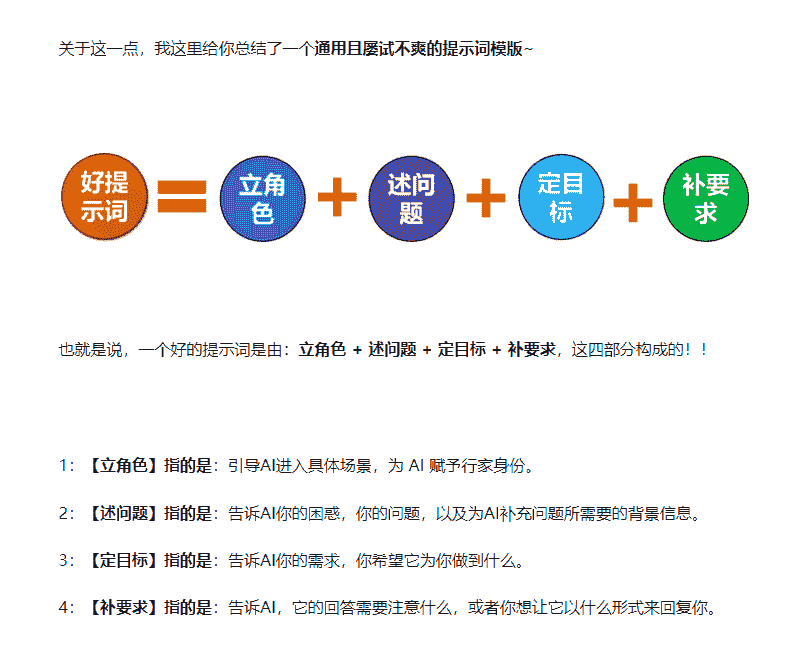 关于这一点，我这里给你总结了一个通用且屡试不爽的提示词模版~
好提
示词
=
立角
色
+
述问
题
+
定目
标
+
补要
求
也就是说，一个好的提示词是由：立角色 + 述问题 + 定目标 + 补要求，这四部分构成的！！
1：【立角色】指的是：引导AI进入具体场景，为 AI 赋予行家身份。
2：【述问题】指的是：告诉AI你的困惑，你的问题，以及为AI补充问题所需要的背景信息。
3：【定目标】指的是：告诉AI你的需求，你希望它为你做到什么。
4：【补要求】指的是：告诉AI，它的回答需要注意什么，或者你想让它以什么形式来回复你。